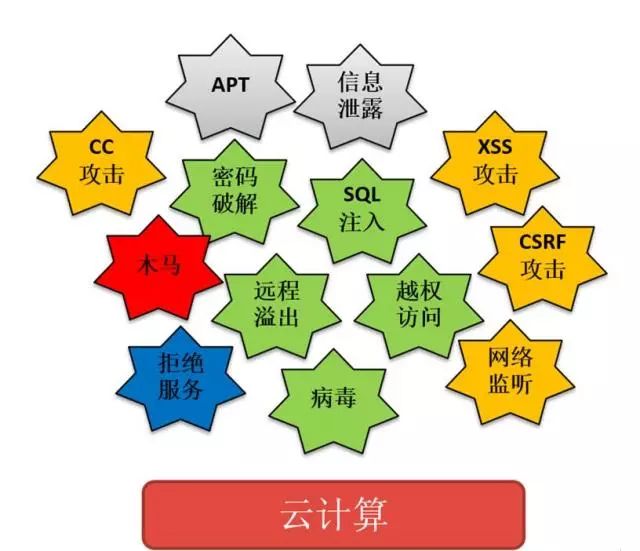 APT
信息
泄露
CC
攻击
密码
破解
SQL
注入
XSS
攻击
木马
远程
溢出
越权
访问
CSRF
攻击
拒绝
服务
病毒
网络
监听
云计算